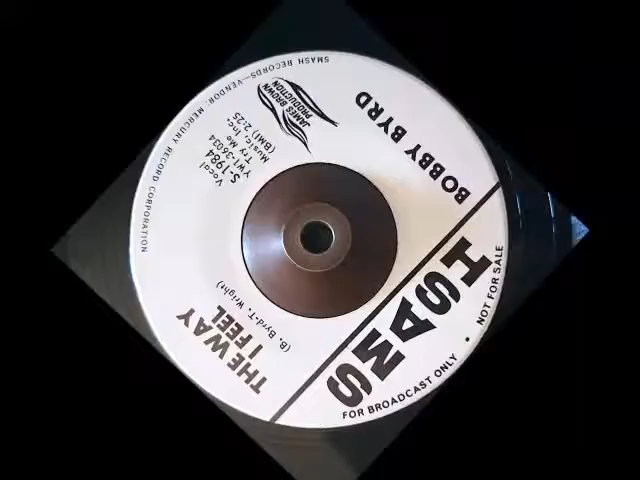 SMASH
FOR BROADCAST ONLY • NOT FOR SALE
THE WAY
I FEEL
(B. Byrd-T. Wright)
Vocal
S-1984
YW1-36034
Try Me
Music, Inc.
(BMI) 2:25
JAMES BROWN
PRODUCTION
BOBBY BYRD
SMASH RECORDS—VENDOR: MERCURY RECORD CORPORATION